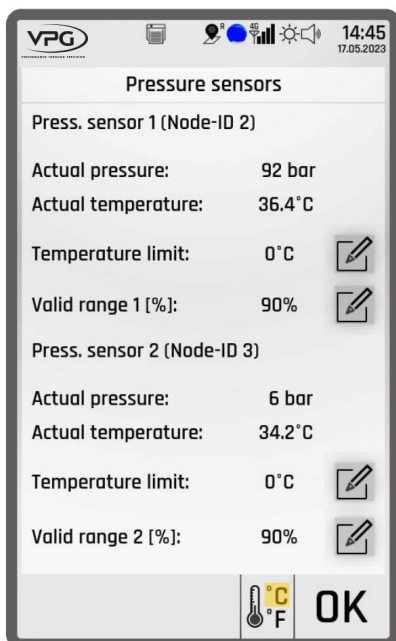 VPG
R
4G
14:45
17.05.2023
Pressure sensors
Press. sensor 1 (Node-ID 2)
Actual pressure: 92 bar
Actual temperature: 36.4°C
Temperature limit: 0°C
Valid range 1 [%]: 90%
Press. sensor 2 (Node-ID 3)
Actual pressure: 6 bar
Actual temperature: 34.2°C
Temperature limit: 0°C
Valid range 2 [%]: 90%
°C
°F
OK